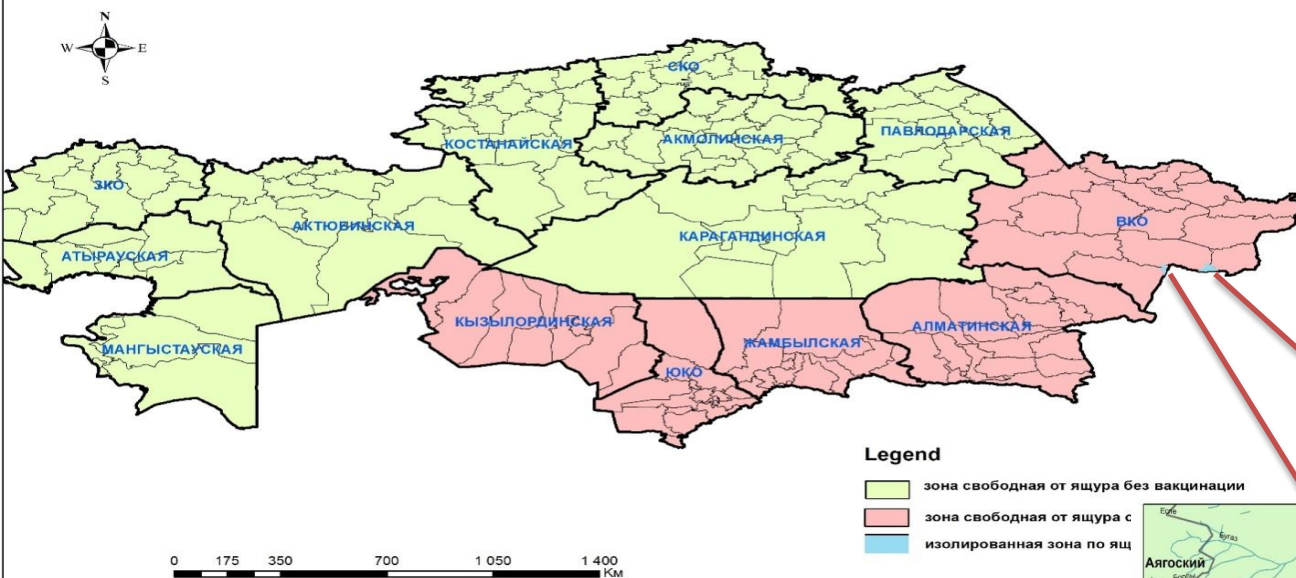 N
W E
S
СКО
КОСТАНАЙСКАЯ
АКМОЛИНСКАЯ
ПАВЛОДАРСКАЯ
ЗКО
АКТЮБИНСКАЯ
КАРАГАНДИНСКАЯ
ВКО
АТЫРАУСКАЯ
МАНГЫСТАУСКАЯ
КЫЗЫЛОРДИНСКАЯ
ЖАМБЫЛСКАЯ
АЛМАТИНСКАЯ
ЮКО
Legend
зона свободная от ящура без вакцинации
зона свободная от ящура с
изолированная зона по ящ
Бугаз
Аягоский
0 175 350 700 1 050 1 400
Км